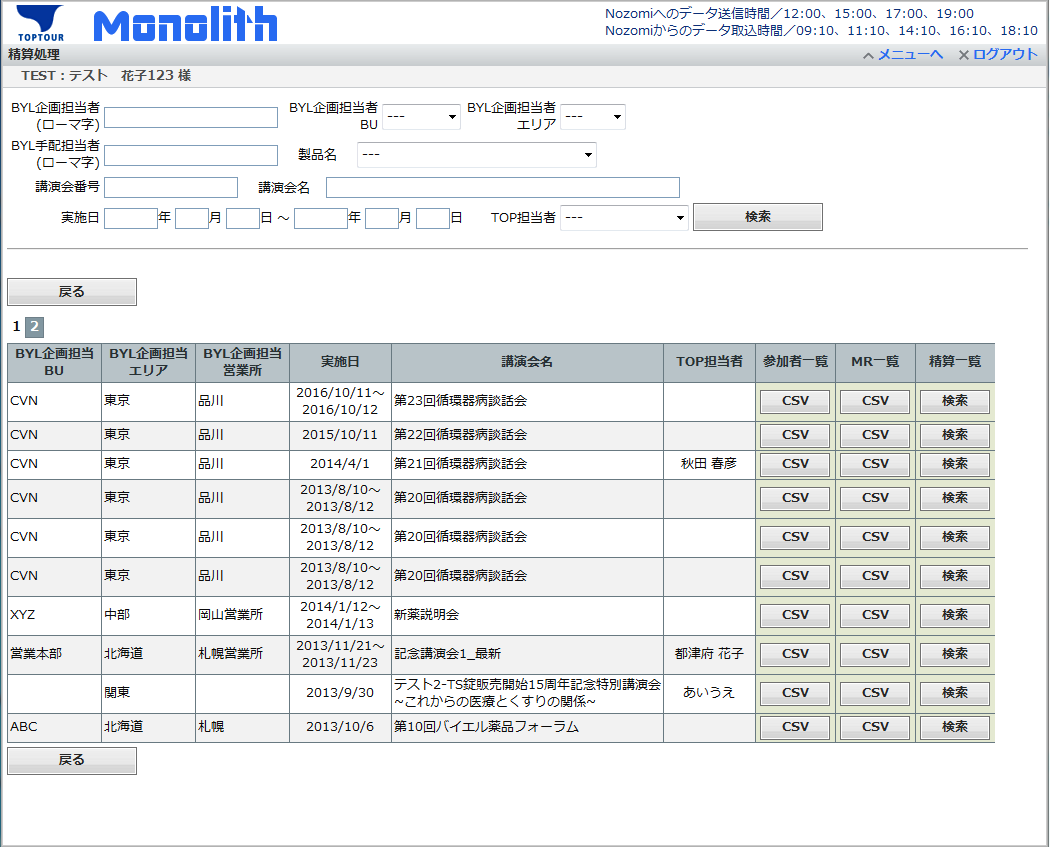 TOPTOUR
Monolith
Nozomiへのデータ送信時間／12:00、15:00、17:00、19:00
Nozomiからのデータ取込時間／09:10、11:10、14:10、16:10、18:10
精算処理
メニューへ ログアウト
TEST：テスト 花子123 様
BYL企画担当者
(ローマ字)
BYL企画担当者
BU
---
BYL企画担当者
エリア
---
BYL手配担当者
(ローマ字)
製品名 ---
講演会番号 講演会名
実施日 年 月 日 ～ 年 月 日 TOP担当者 --- 検索
戻る
1 2
BYL企画担当
BU
BYL企画担当
エリア
BYL企画担当
営業所
実施日 講演会名 TOP担当者 参加者一覧 MR一覧 精算一覧
CVN 東京 品川 2016/10/11～
2016/10/12 第23回循環器病談話会 CSV CSV 検索
CVN 東京 品川 2015/10/11 第22回循環器病談話会 CSV CSV 検索
CVN 東京 品川 2014/4/1 第21回循環器病談話会 秋田 春彦 CSV CSV 検索
CVN 東京 品川 2013/8/10～
2013/8/12 第20回循環器病談話会 CSV CSV 検索
CVN 東京 品川 2013/8/10～
2013/8/12 第20回循環器病談話会 CSV CSV 検索
CVN 東京 品川 2013/8/10～
2013/8/12 第20回循環器病談話会 CSV CSV 検索
XYZ 中部 岡山営業所 2014/1/12～
2014/1/13 新薬説明会 CSV CSV 検索
営業本部 北海道 札幌営業所 2013/11/21～
2013/11/23 記念講演会1_最新 都津府 花子 CSV CSV 検索
関東 2013/9/30 テスト2-TS錠販売開始15周年記念特別講演会
~これからの医療とくすりの関係~ あいうえ CSV CSV 検索
ABC 北海道 札幌 2013/10/6 第10回バイエル薬品フォーラム CSV CSV 検索
戻る